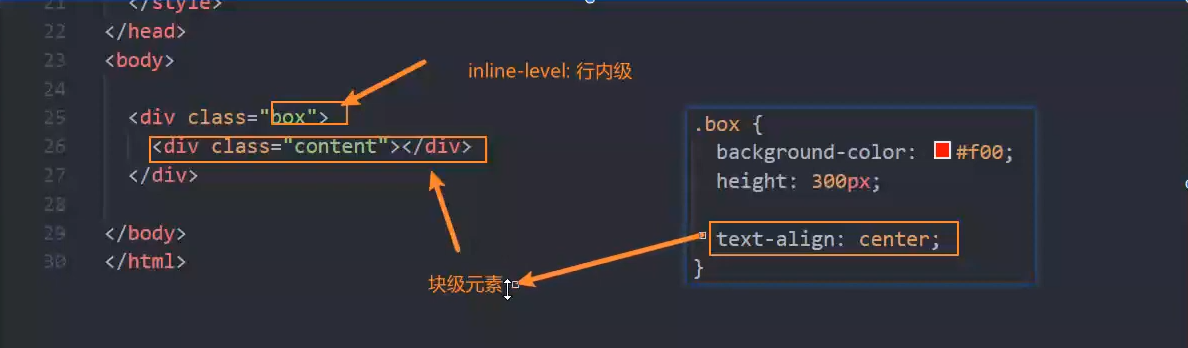 21 </style>
22 </head>
23 <body>
24
25 <div class="box">
26 <div class="content"></div>
27 </div>
28
29 </body>
30 </html>
inline-level: 行内级
块级元素
.box {
background-color: #f00;
height: 300px;
text-align: center;
}